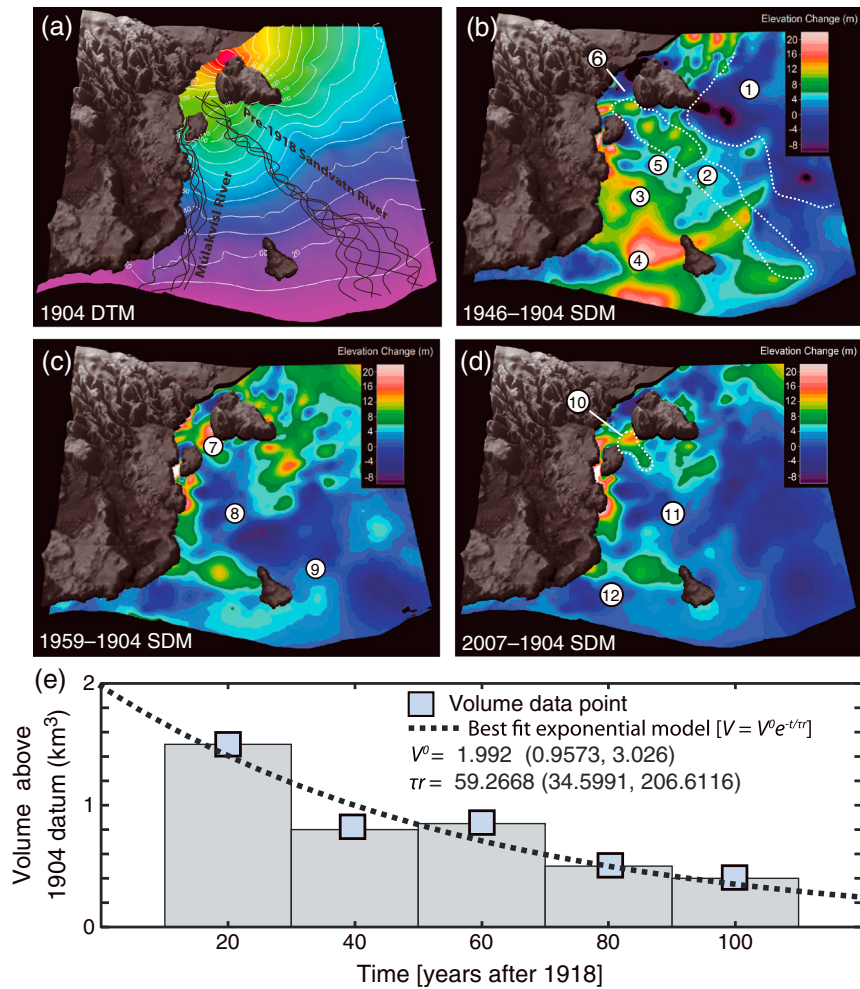 (a)
Pre-1918 Sandvatn River
Múlakvísl River
20
20
1904 DTM
(b)
Elevation Change (m)
20
16
12
8
4
0
-4
-8
6
1
5
2
3
4
1946–1904 SDM
(c)
Elevation Change (m)
20
16
12
8
4
0
-4
-8
7
8
9
1959–1904 SDM
(d)
Elevation Change (m)
20
16
12
8
4
0
-4
-8
10
11
12
2007–1904 SDM
(e)
Volume above
1904 datum (km³)
2
1
0
Volume data point
Best fit exponential model [V = V⁰e⁻ᵗ/τr]
V⁰ = 1.992 (0.9573, 3.026)
τr = 59.2668 (34.5991, 206.6116)
20 40 60 80 100
Time [years after 1918]